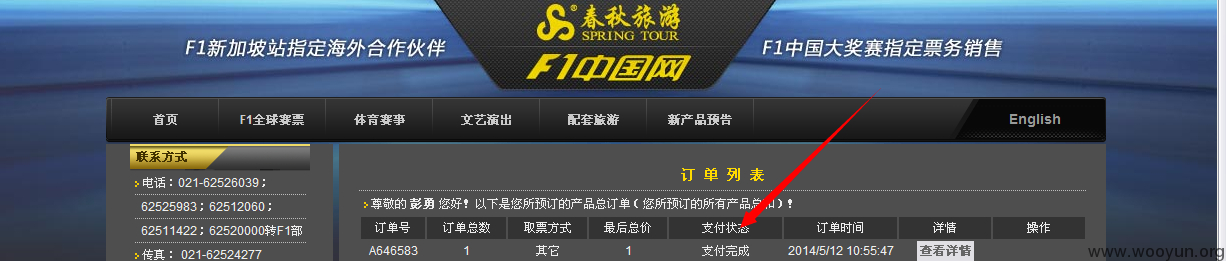 春秋旅游
SPRING TOUR
F1新加坡站指定海外合作伙伴
F1中国大奖赛指定票务销售
F1中国网
首页 F1全球赛票 体育赛事 文艺演出 配套旅游 新产品预告 English
联系方式
电话：021-62526039；
62525983；62512060；
62511422；62520000转F1部
传真： 021-62524277
订 单 列 表
尊敬的 彭勇 您好！以下是您所预订的产品总订单（您所预订的所有产品总和）！
订单号 订单总数 取票方式 最后总价 支付状态 订单时间 详情 操作
A646583 1 其它 1 支付完成 2014/5/12 10:55:47 查看详情
www.wooyun.org